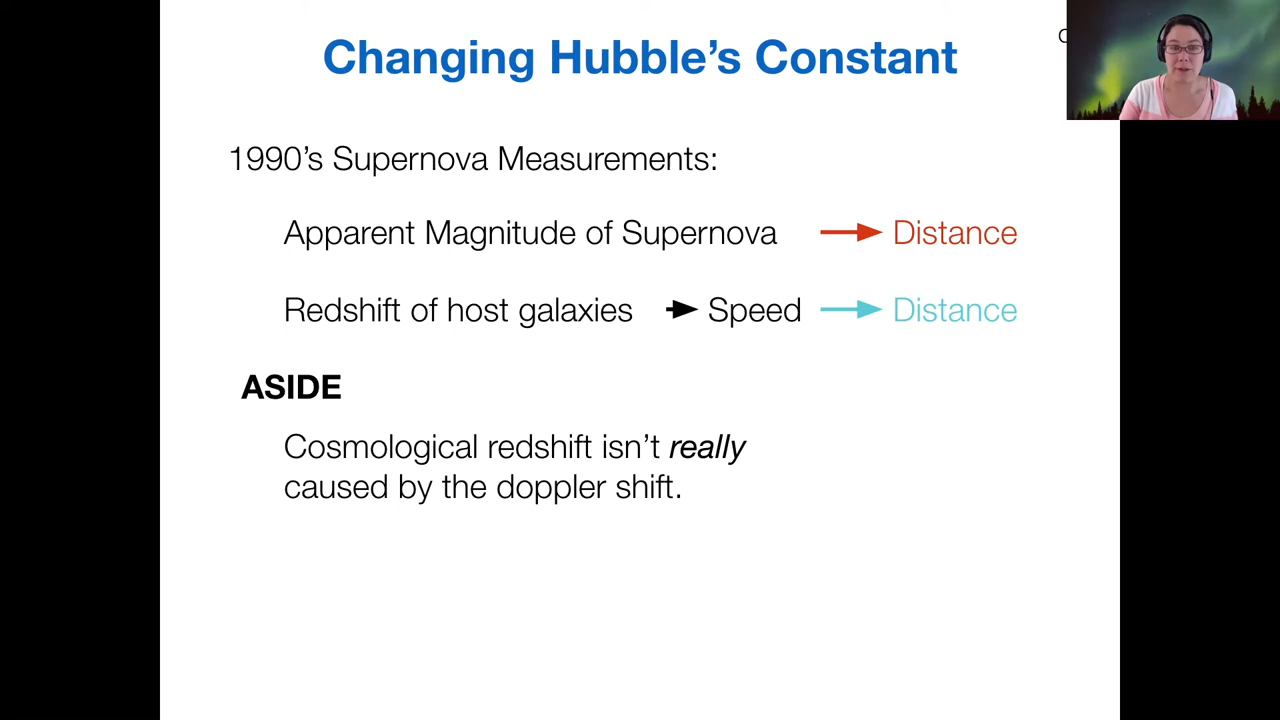 Changing Hubble's Constant
1990's Supernova Measurements:
Apparent Magnitude of Supernova Distance
Redshift of host galaxies Speed Distance
ASIDE
Cosmological redshift isn't really
caused by the doppler shift.